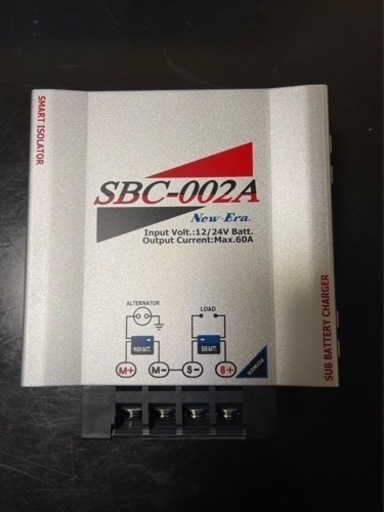 SMART ISOLATOR
SBC-002A
New-Era.
Input Volt.:12/24V Batt.
Output Current:Max.60A
ALTERNATOR
LOAD
MAIN BATT.
SUB BATT.
M+
M-
S-
S+
POWER
SUB BATTERY CHARGER